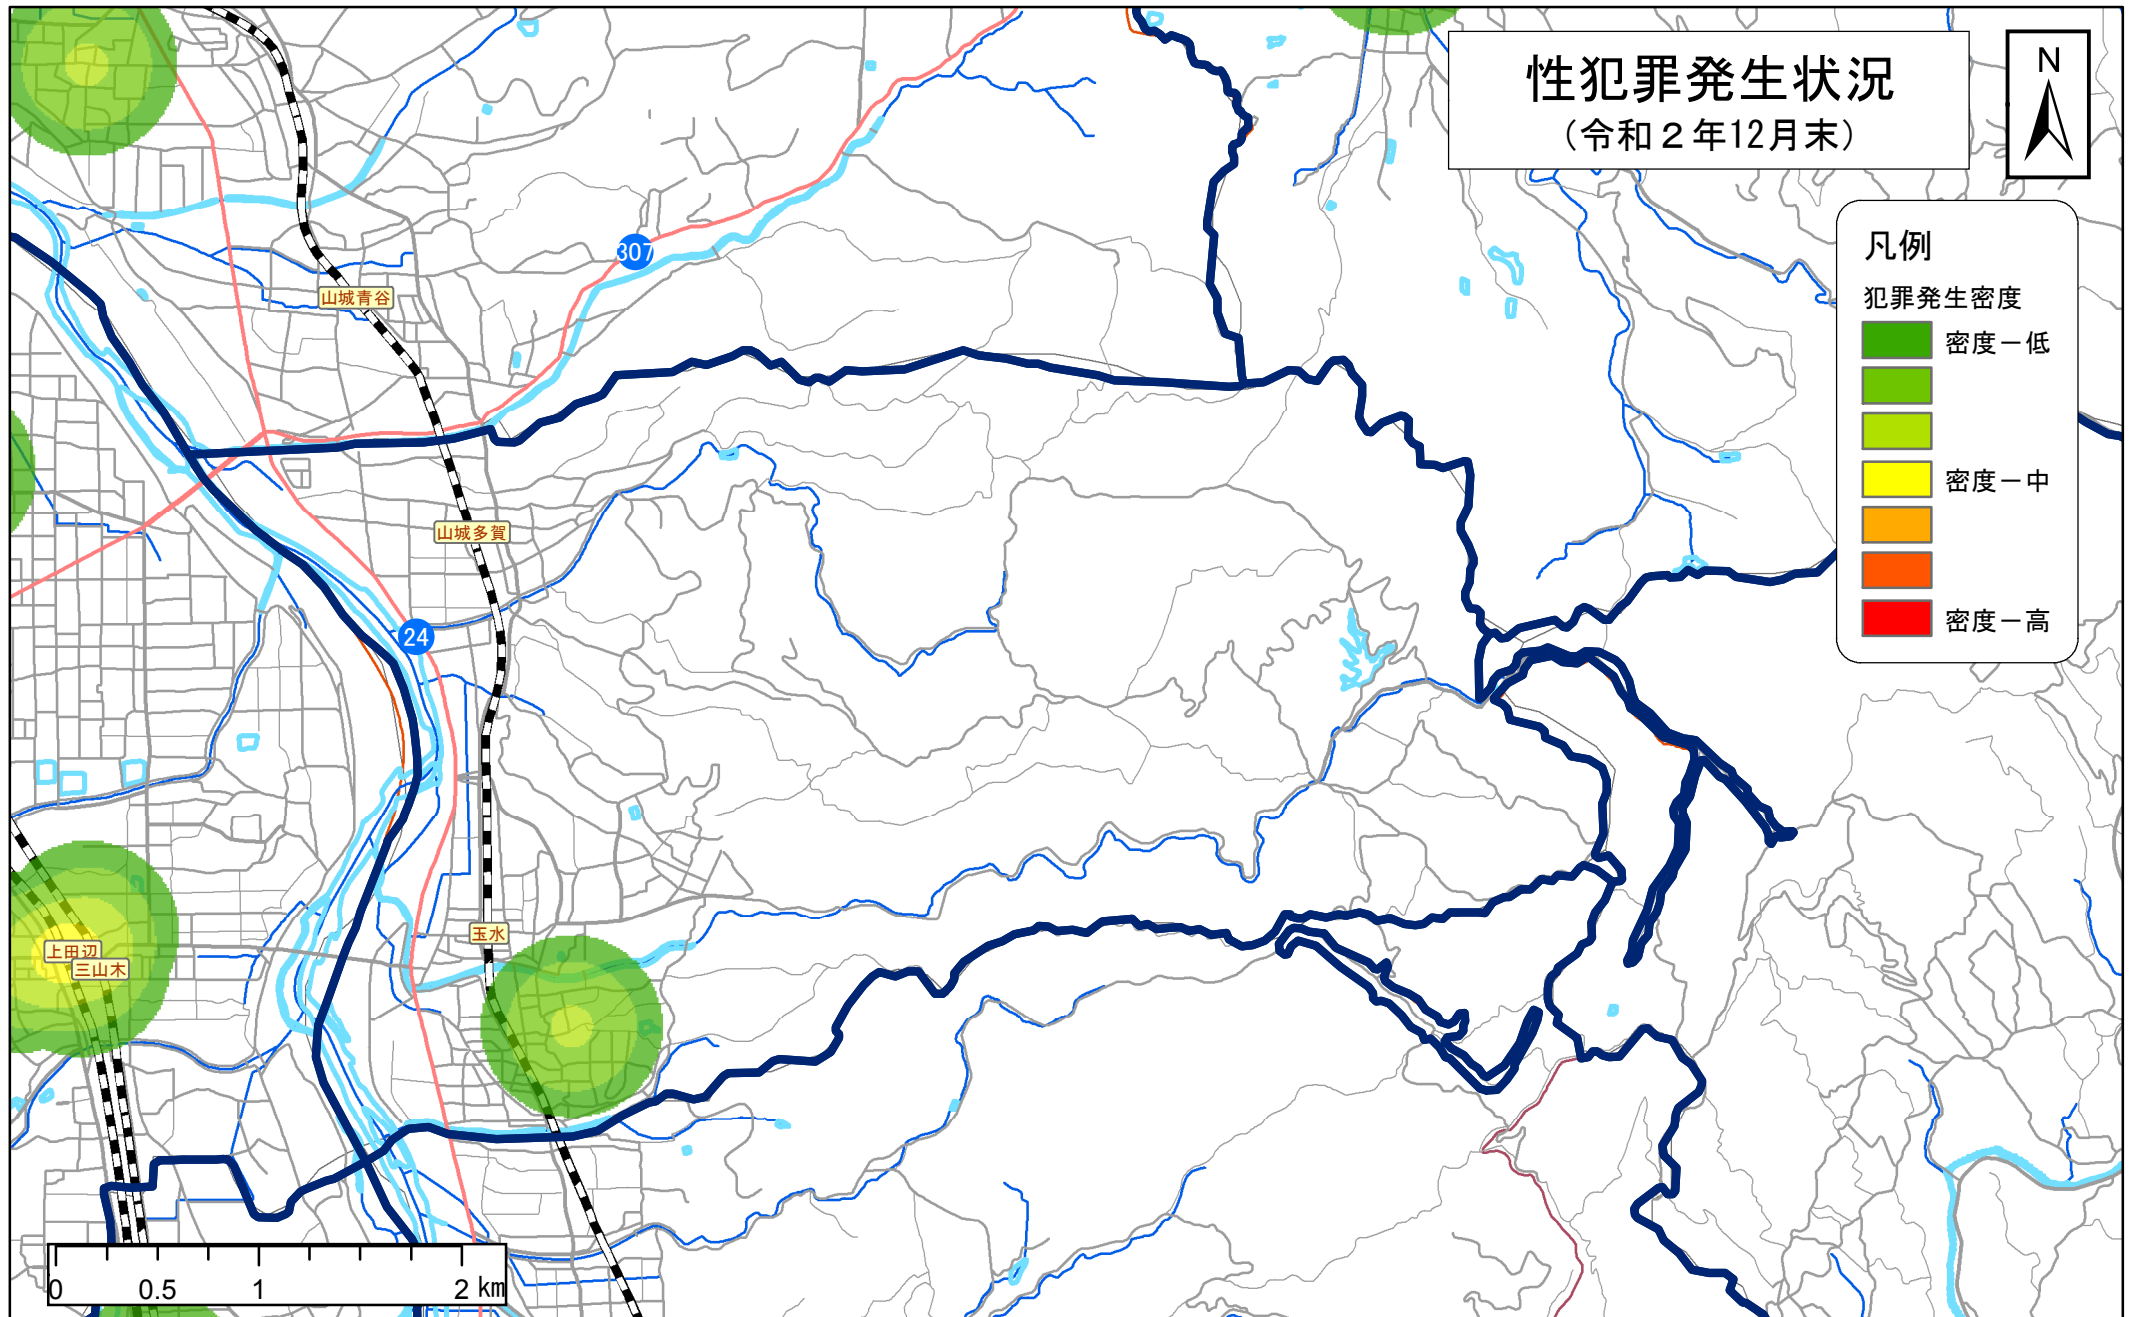 性犯罪発生状況
（令和２年12月末）
N
凡例
犯罪発生密度
密度－低
密度－中
密度－高
307
山城青谷
山城多賀
24
玉水
上田辺
三山木
0 0.5 1 2 km